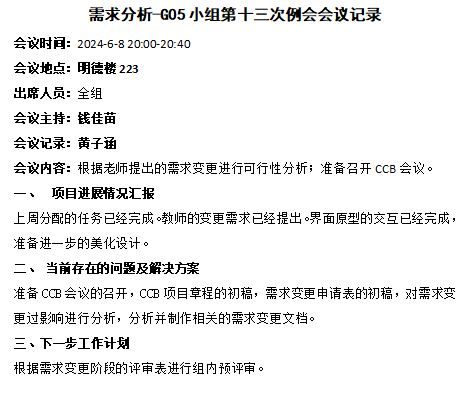 需求分析-G05 小组第十三次例会会议记录
会议时间：2024-6-8 20:00-20:40
会议地点：明德楼 223
出席人员：全组
会议主持：钱佳苗
会议记录：黄子涵
会议内容：根据老师提出的需求变更进行可行性分析；准备召开 CCB 会议。
一、 项目进展情况汇报
上周分配的任务已经完成。教师的变更需求已经提出。界面原型的交互已经完成，
准备进一步的美化设计。
二、 当前存在的问题及解决方案
准备 CCB 会议的召开，CCB 项目章程的初稿，需求变更申请表的初稿，对需求变
更过影响进行分析，分析并制作相关的需求变更文档。
三、下一步工作计划
根据需求变更阶段的评审表进行组内预评审。